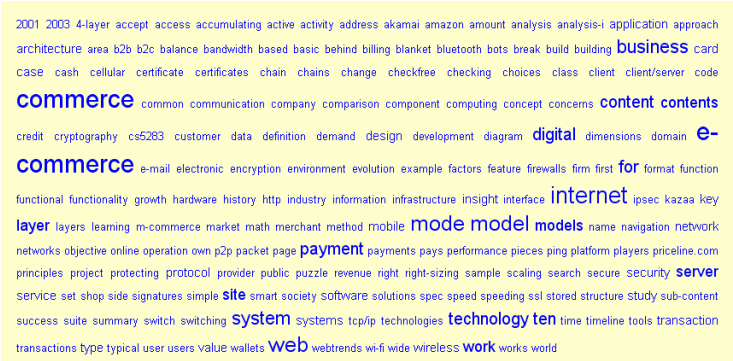 2001 2003 4-layer accept access accumulating active activity address akamai amazon amount analysis analysis-i application approach
architecture area b2b b2c balance bandwidth based basic behind billing blanket bluetooth bots break build building business card
case cash cellular certificate certificates chain chains change checkfree checking choices class client client/server code
commerce common communication company comparison component computing concept concerns content contents
credit cryptography cs5283 customer data definition demand design development diagram digital dimensions domain e-
commerce e-mail electronic encryption environment evolution example factors feature firewalls firm first for format function
functional functionality growth hardware history http industry information infrastructure insight interface internet ipsec kazaa key
layer layers learning m-commerce market math merchant method mobile mode model models name navigation network
networks objective online operation own p2p packet page payment payments pays performance pieces ping platform players priceline.com
principles project protecting protocol provider public puzzle revenue right right-sizing sample scaling search secure security server
service set shop side signatures simple site smart society software solutions spec speed speeding ssl stored structure study sub-content
success suite summary switch switching system systems tcp/ip technologies technology ten time timeline tools transaction
transactions type typical user users value wallets web webtrends wi-fi wide wireless work works world